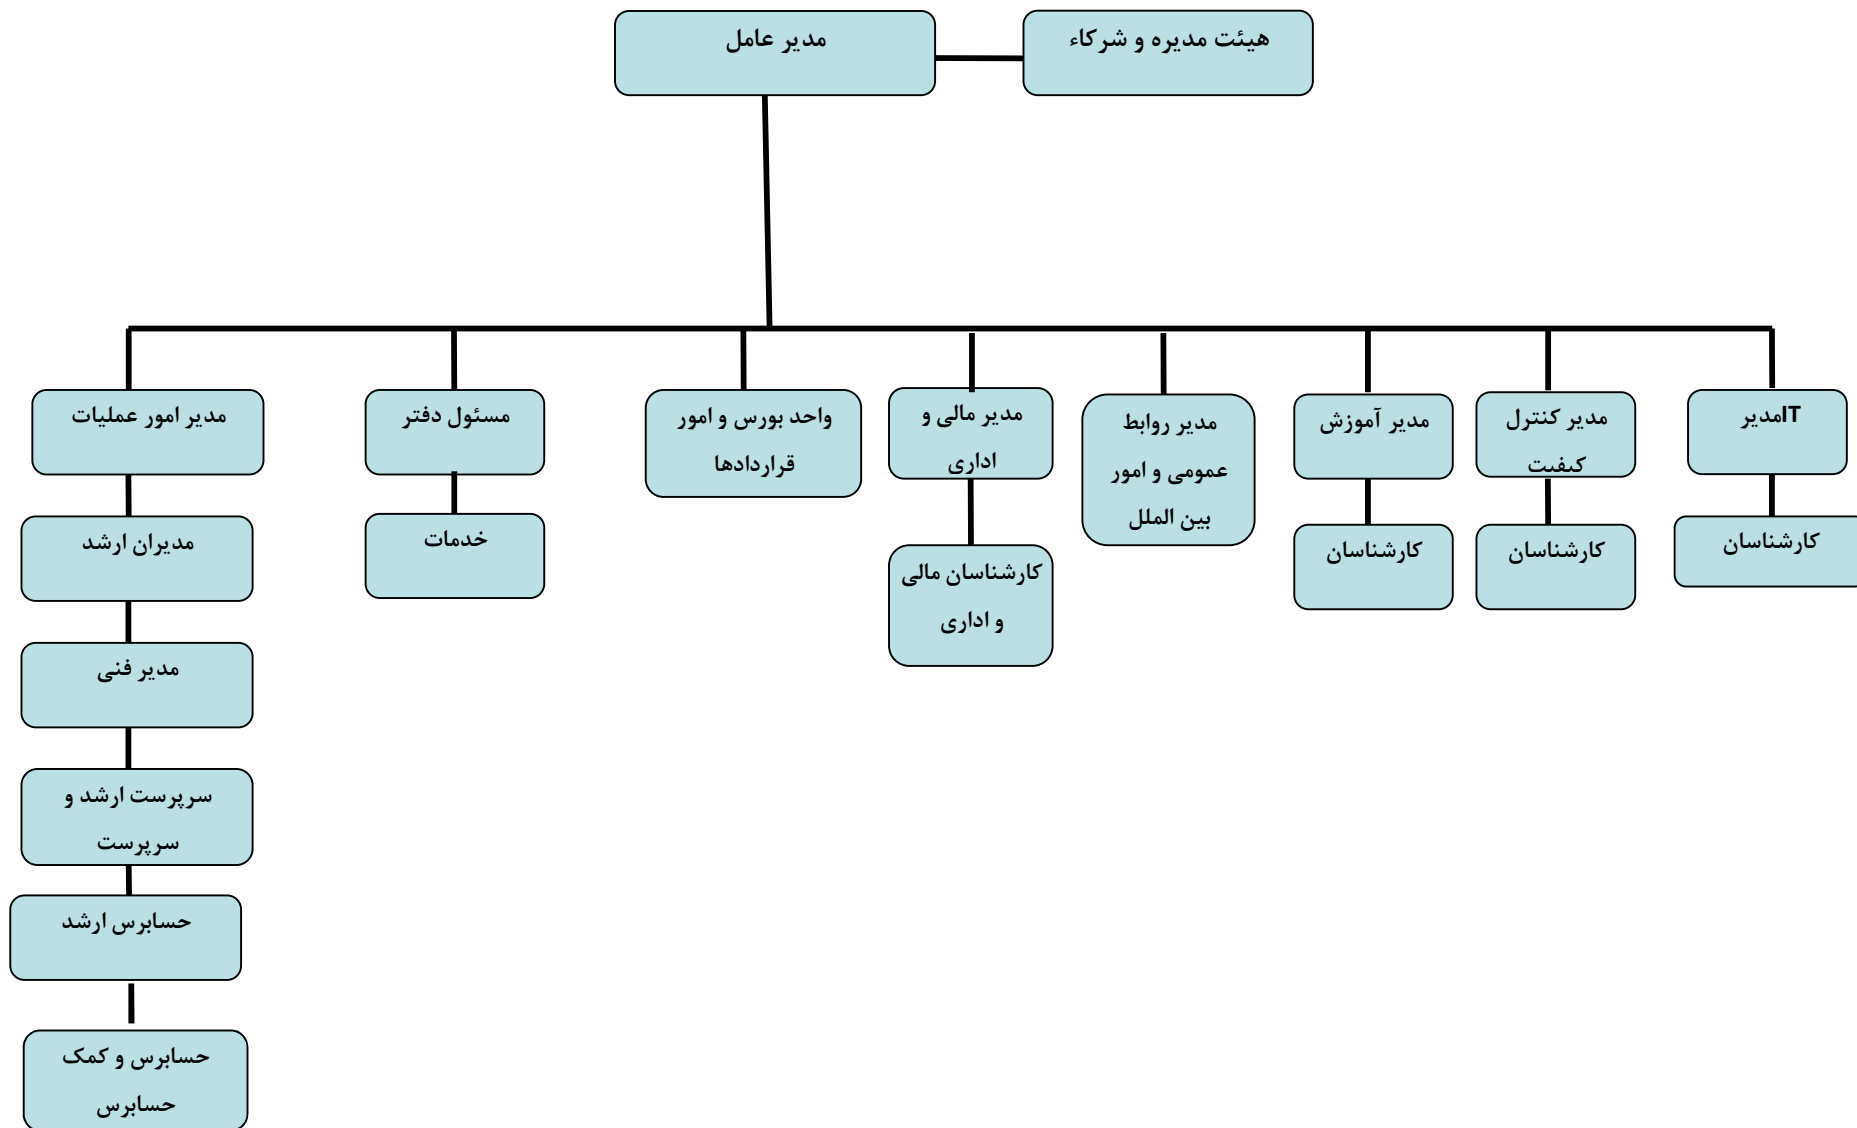 هیئت مدیره و شرکاء
مدیر عامل
ITمدیر
مدیر کنترل
کیفیت
مدیر آموزش
مدیر روابط
عمومی و امور
بین الملل
مدیر مالی و
اداری
واحد بورس و امور
قراردادها
مسئول دفتر
مدیر امور عملیات
کارشناسان
کارشناسان
کارشناسان
کارشناسان مالی
و اداری
خدمات
مدیران ارشد
مدیر فنی
سرپرست ارشد و
سرپرست
حسابرس ارشد
حسابرس و کمک
حسابرس